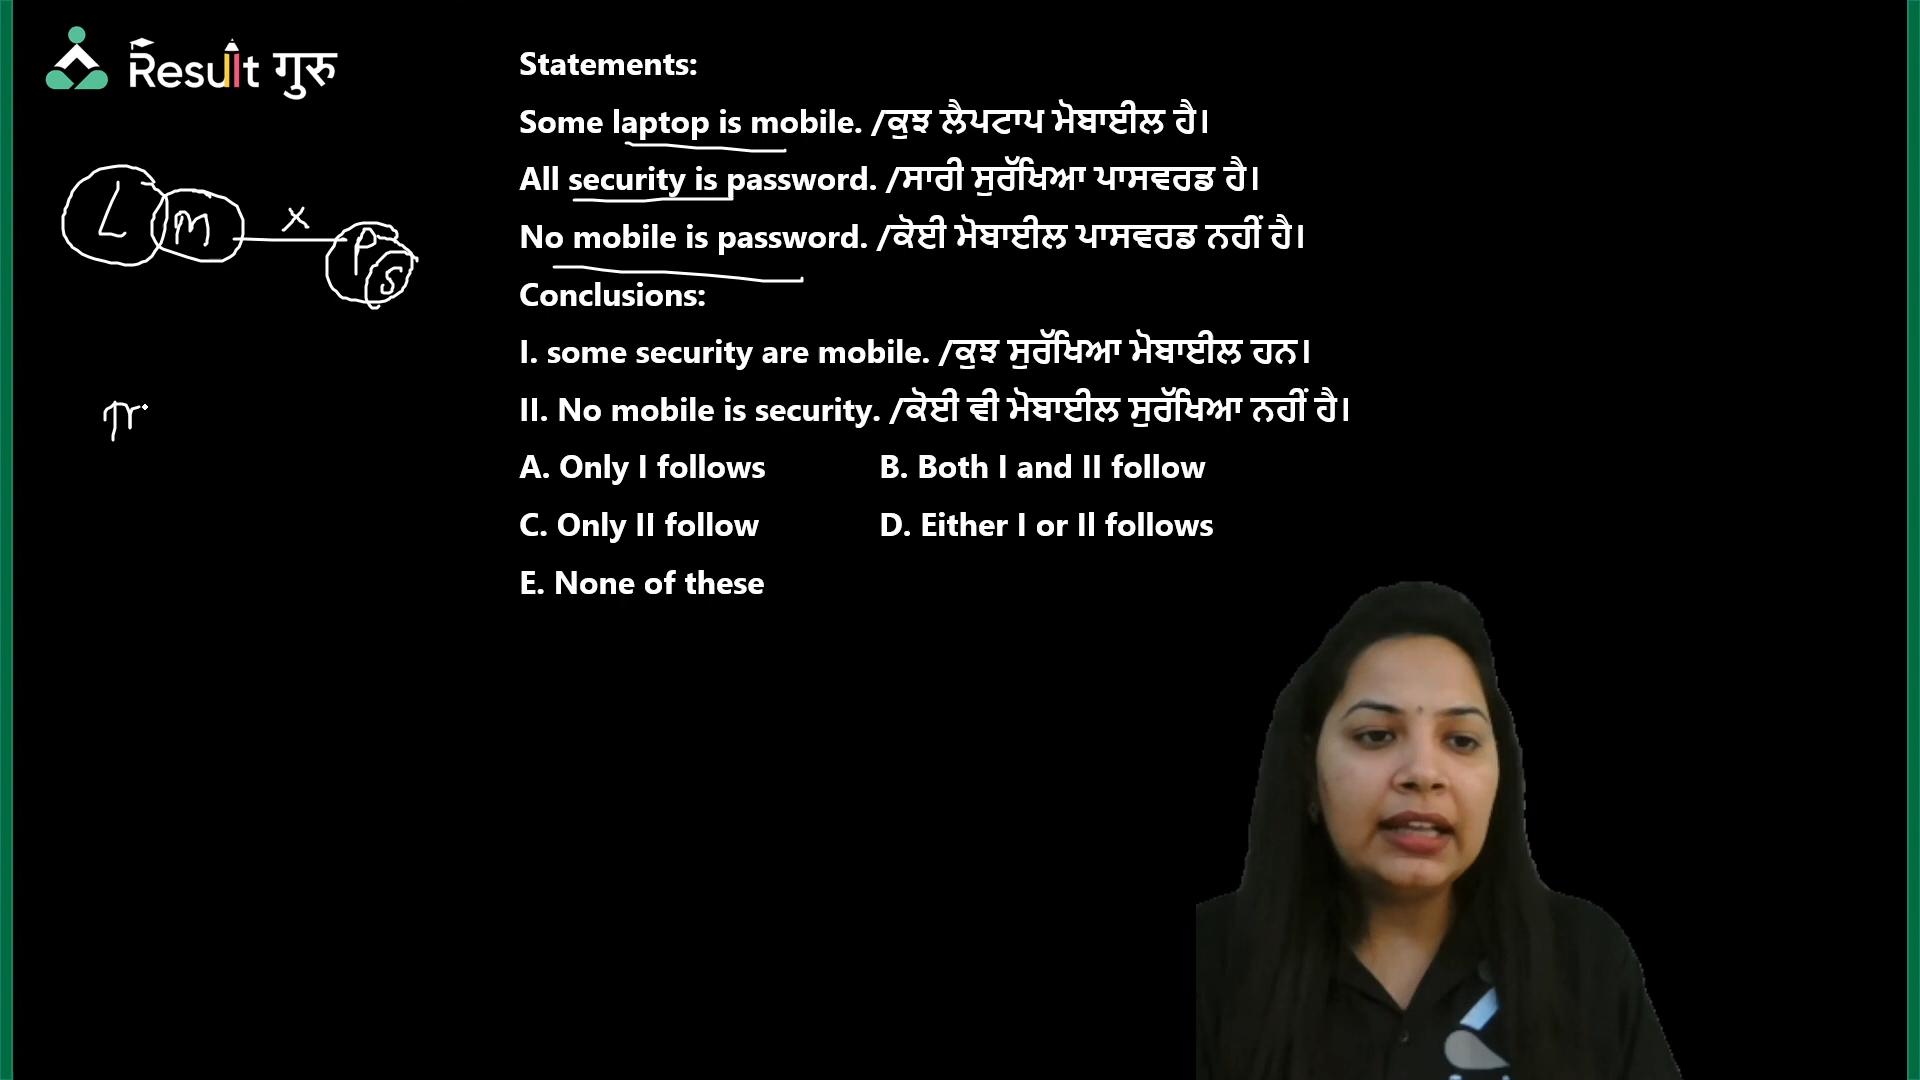 Result गुरु
Statements:
Some laptop is mobile. /ਕੁਝ ਲੈਪਟਾਪ ਮੋਬਾਈਲ ਹੈ।
All security is password. /ਸਾਰੀ ਸੁਰੱਖਿਆ ਪਾਸਵਰਡ ਹੈ।
No mobile is password. /ਕੋਈ ਮੋਬਾਈਲ ਪਾਸਵਰਡ ਨਹੀਂ ਹੈ।
Conclusions:
I. some security are mobile. /ਕੁਝ ਸੁਰੱਖਿਆ ਮੋਬਾਈਲ ਹਨ।
II. No mobile is security. /ਕੋਈ ਵੀ ਮੋਬਾਈਲ ਸੁਰੱਖਿਆ ਨਹੀਂ ਹੈ।
A. Only I follows B. Both I and II follow
C. Only II follow D. Either I or Il follows
E. None of these
L M X P S